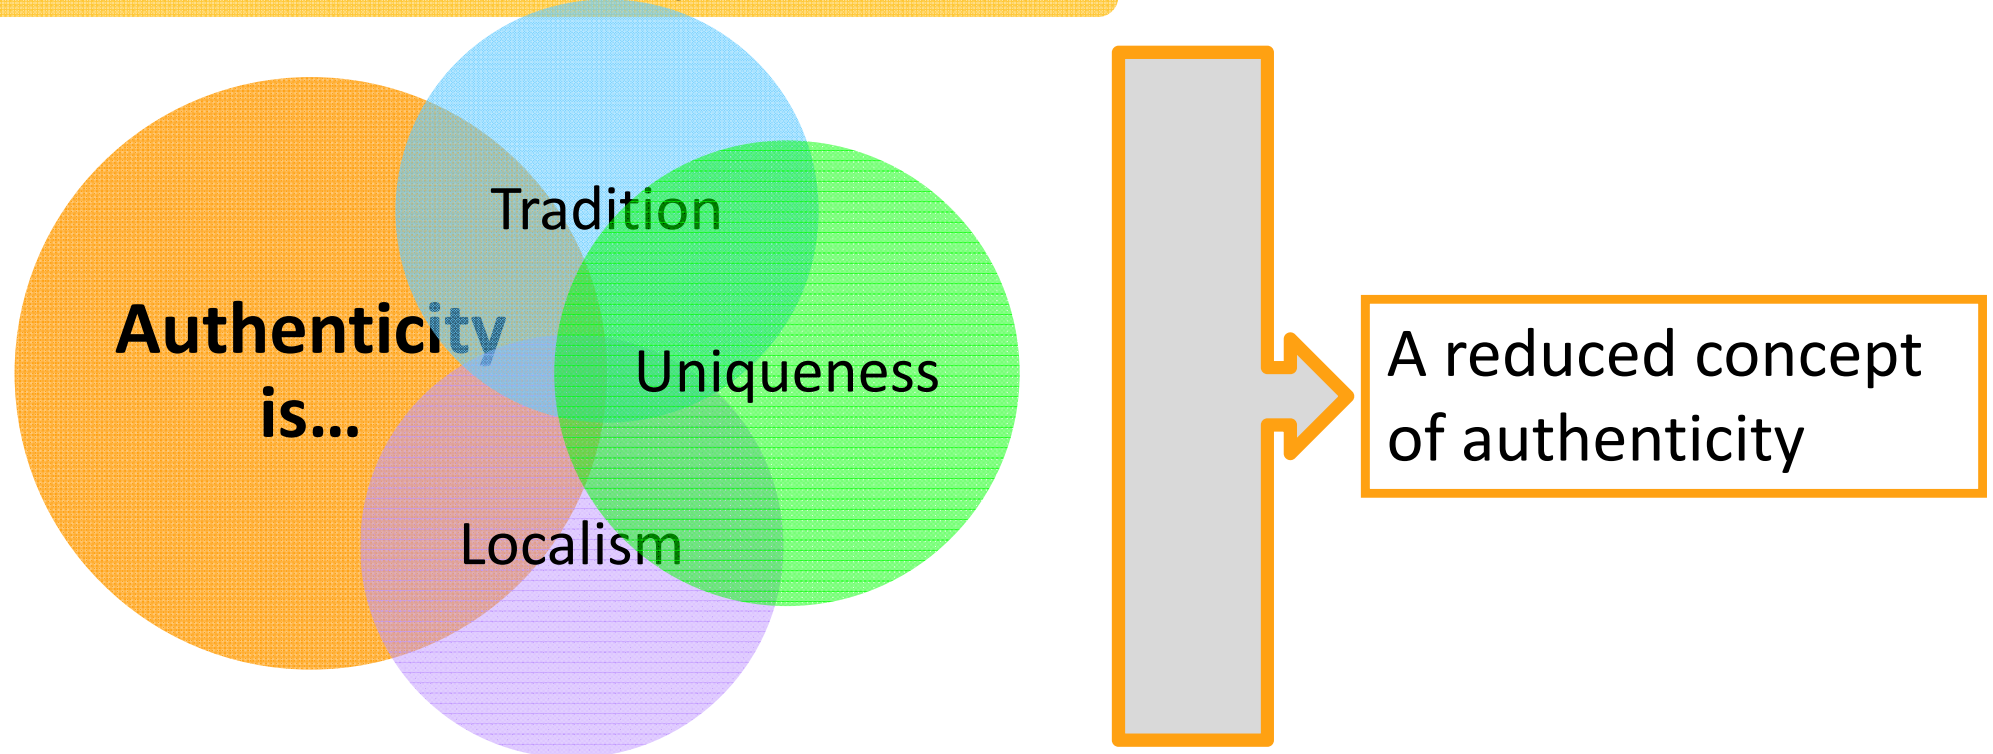 Tradition
Authenticity
is...
Uniqueness
Localism
A reduced concept
of authenticity